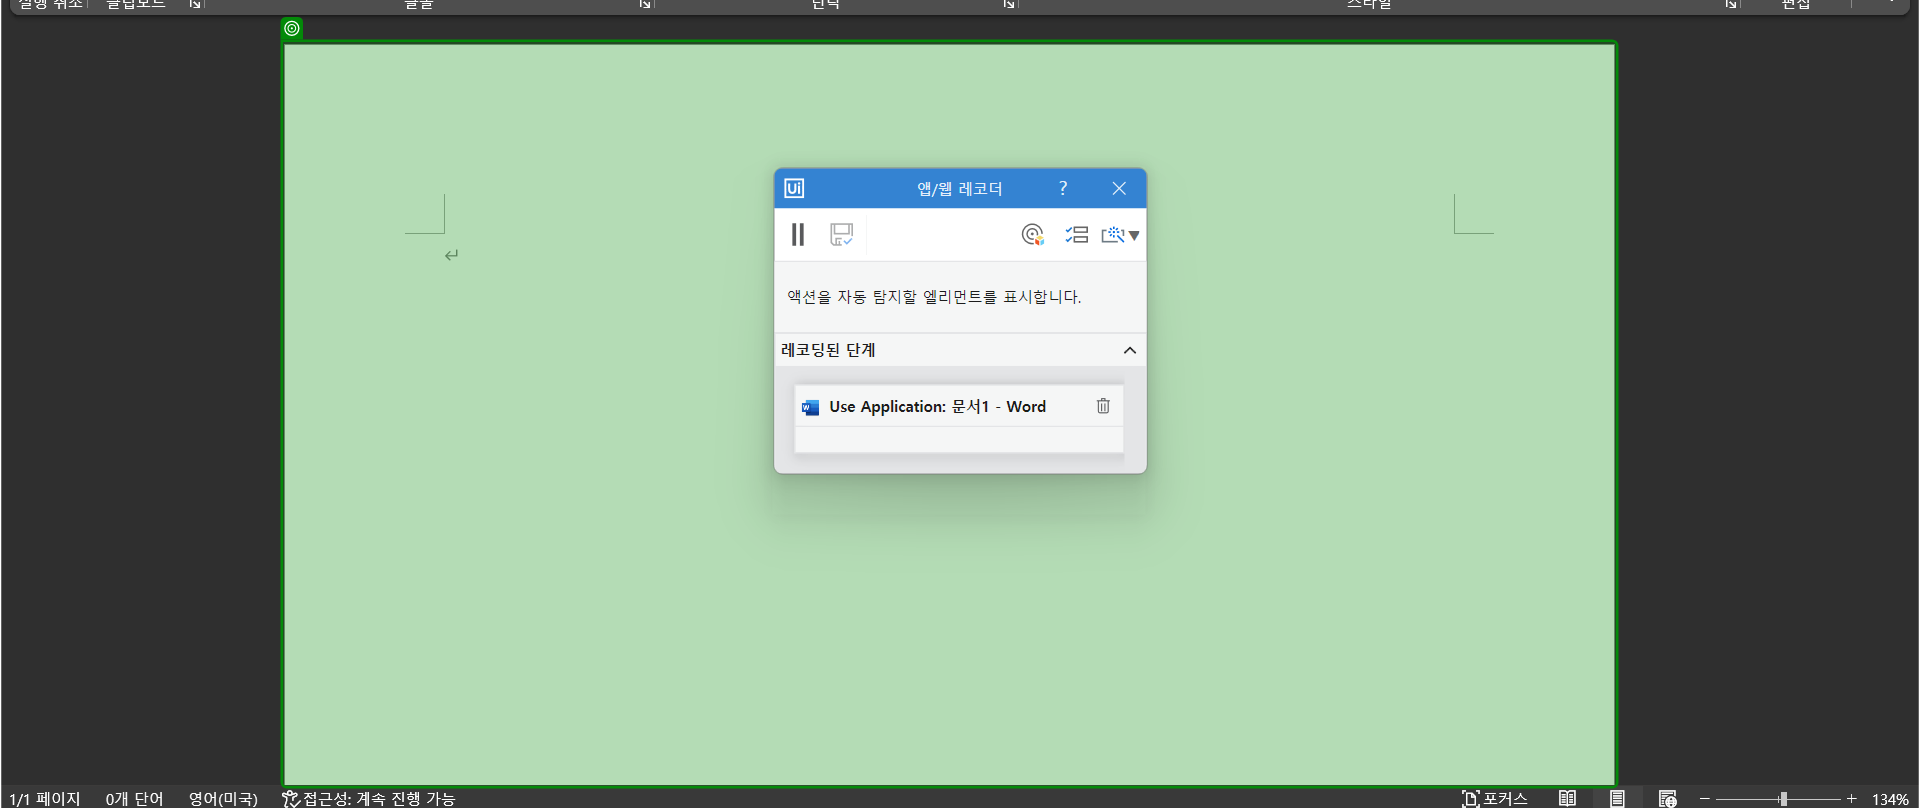 실행 취소
클립보드
글꼴
단락
스타일
편집
Ui
앱/웹 레코더
?
액션을 자동 탐지할 엘리먼트를 표시합니다.
레코딩된 단계
W
Use Application: 문서1 - Word
1/1 페이지
0개 단어
영어(미국)
접근성: 계속 진행 가능
포커스
134%